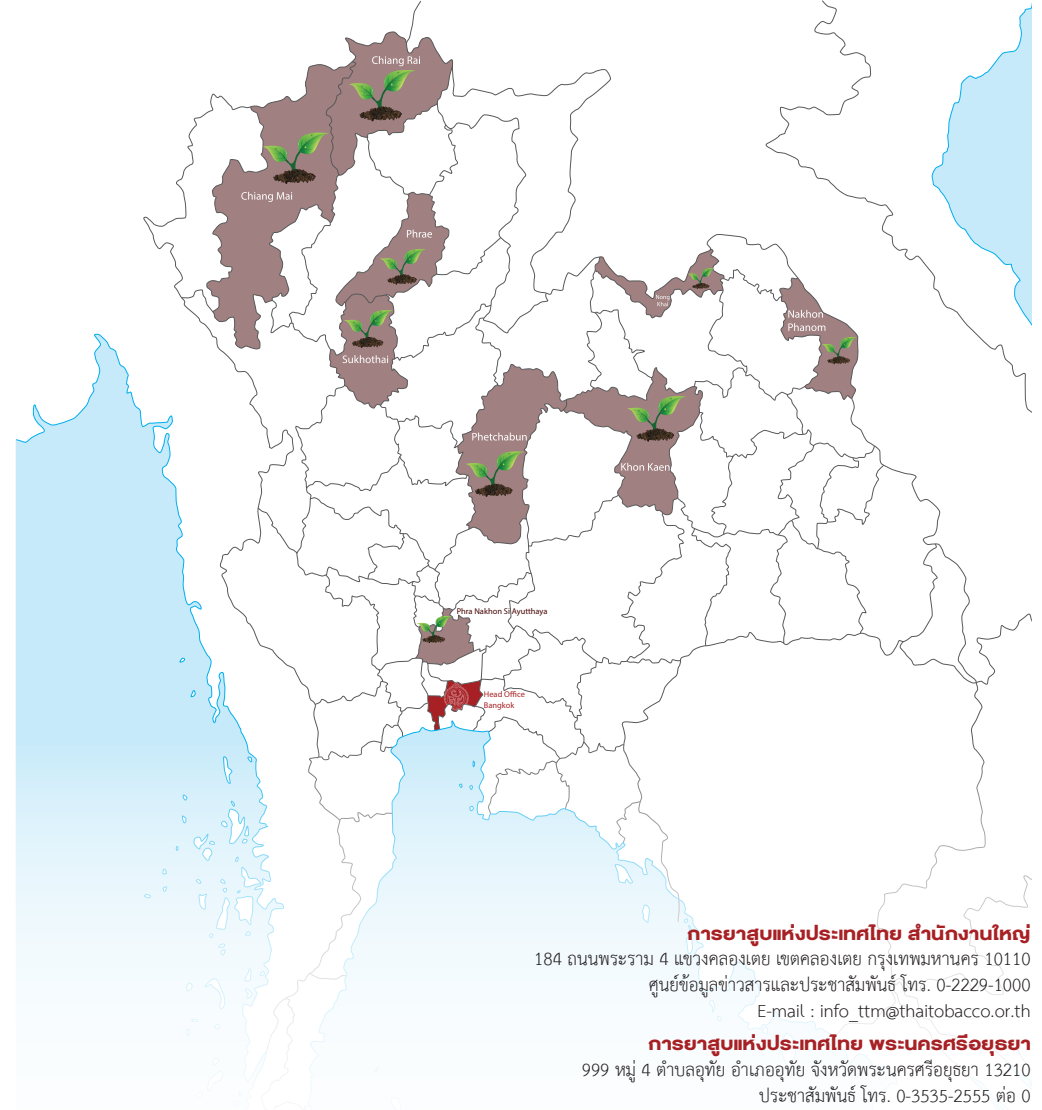 Chiang Rai
Chiang Mai
Phrae
Nong
Khai
Nakhon
Phanom
Sukhothai
Phetchabun
Khon Kaen
Phra Nakhon Si Ayutthaya
Head Office
Bangkok
การยาสูบแห่งประเทศไทย สำนักงานใหญ่
184 ถนนพระราม 4 แขวงคลองเตย เขตคลองเตย กรุงเทพมหานคร 10110
ศูนย์ข้อมูลข่าวสารและประชาสัมพันธ์ โทร. 0-2229-1000
E-mail : info_ttm@thaitobacco.or.th
การยาสูบแห่งประเทศไทย พระนครศรีอยุธยา
999 หมู่ 4 ตำบลอุทัย อำเภออุทัย จังหวัดพระนครศรีอยุธยา 13210
ประชาสัมพันธ์ โทร. 0-3535-2555 ต่อ 0